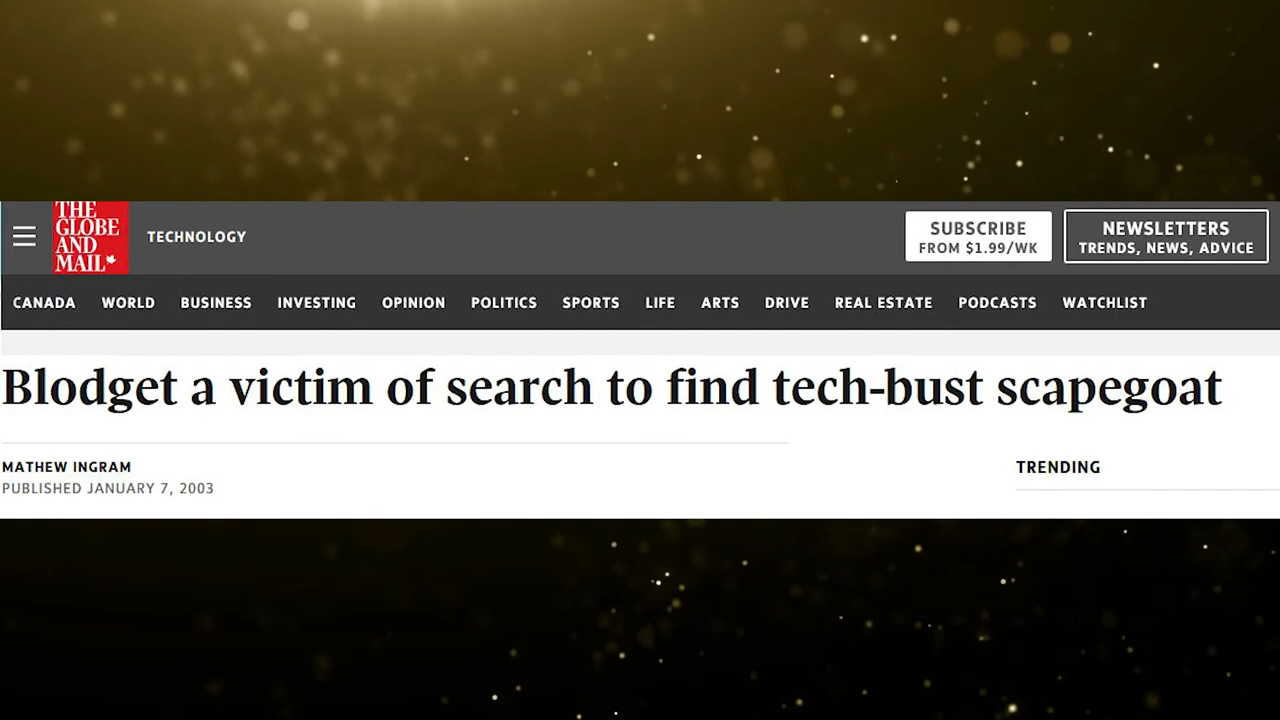 THE
GLOBE
AND
MAIL
TECHNOLOGY
SUBSCRIBE
FROM $1.99/WK
NEWSLETTERS
TRENDS, NEWS, ADVICE
CANADA WORLD BUSINESS INVESTING OPINION POLITICS SPORTS LIFE ARTS DRIVE REAL ESTATE PODCASTS WATCHLIST
Blodget a victim of search to find tech-bust scapegoat
MATHEW INGRAM
PUBLISHED JANUARY 7, 2003
TRENDING